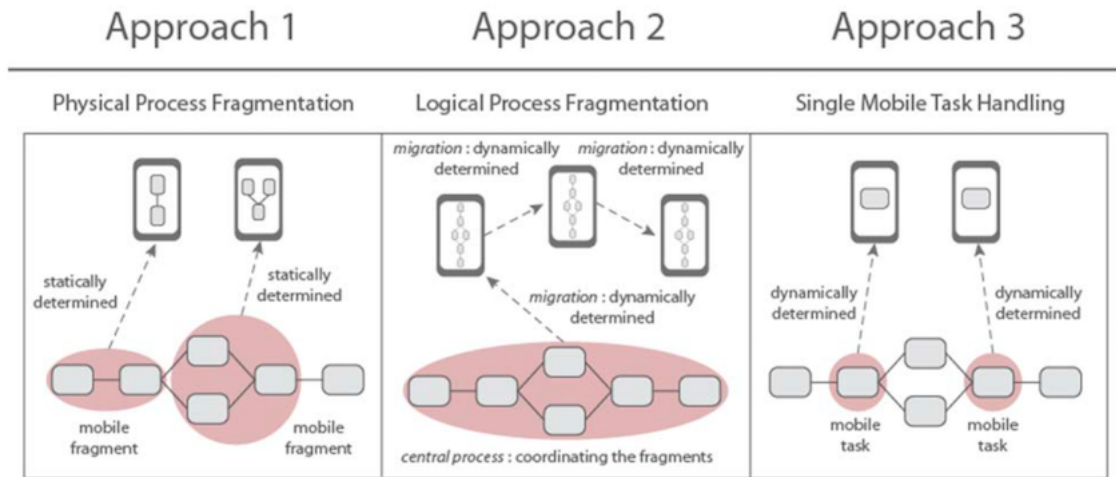 Approach 1
Approach 2
Approach 3
Physical Process Fragmentation
Logical Process Fragmentation
Single Mobile Task Handling
statically
determined
statically
determined
mobile
fragment
mobile
fragment
migration : dynamically
determined
migration : dynamically
determined
migration : dynamically
determined
central process : coordinating the fragments
dynamically
determined
dynamically
determined
mobile
task
mobile
task